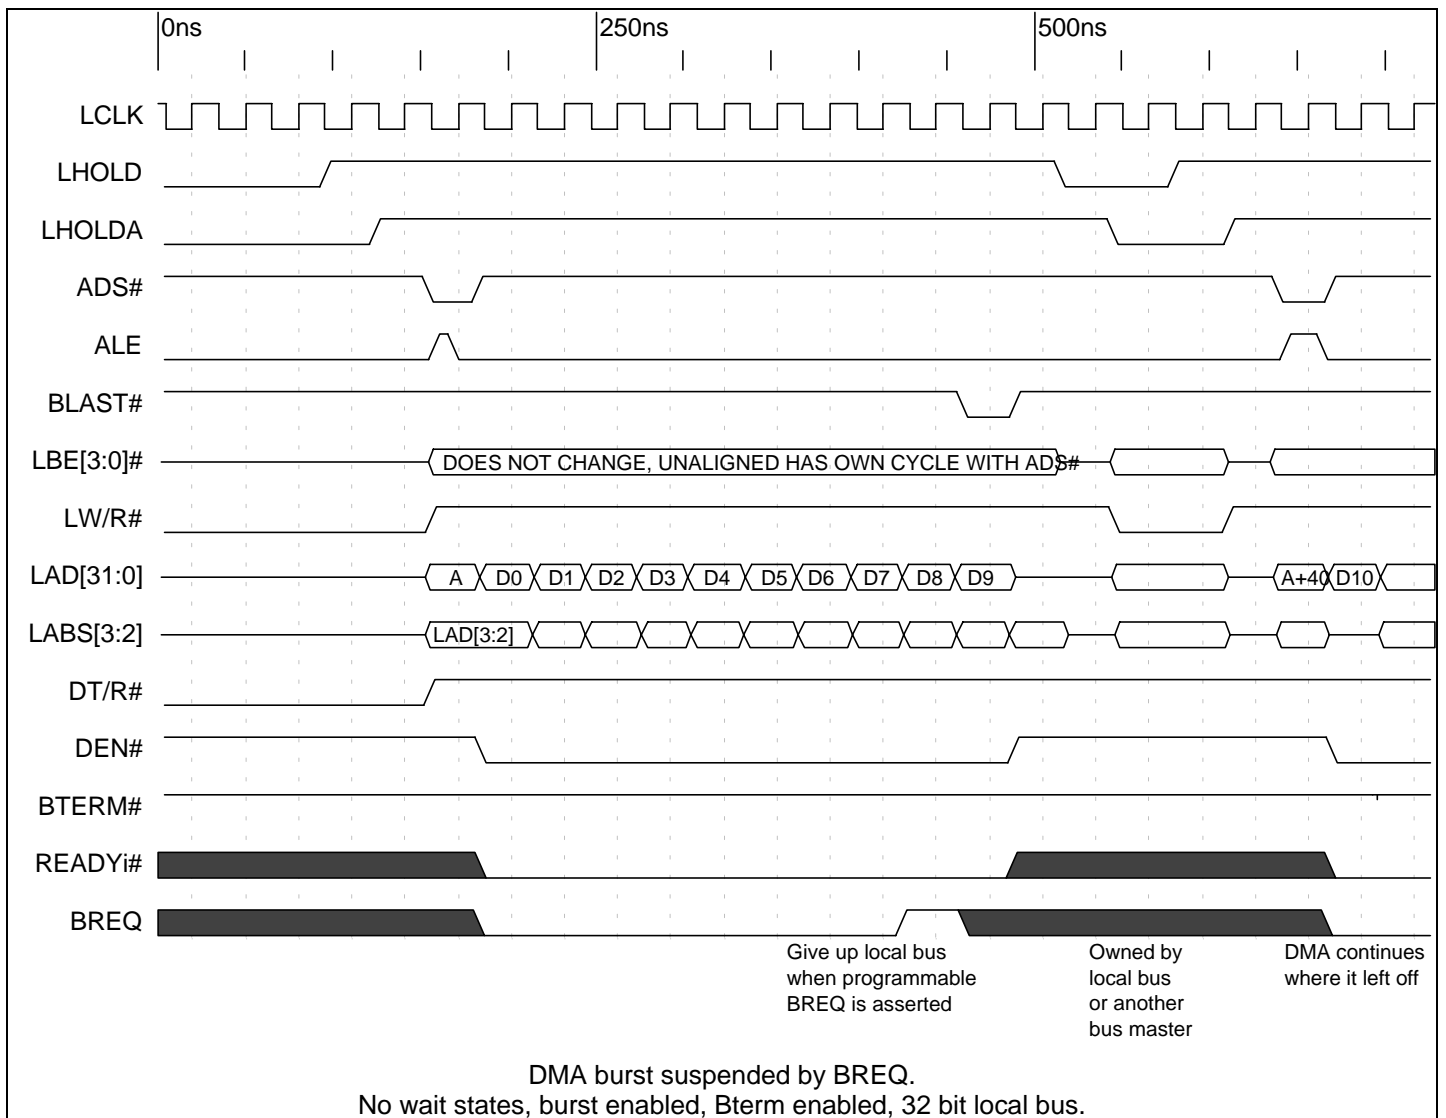 0ns 250ns 500ns
LCLK
LHOLD
LHOLDA
ADS#
ALE
BLAST#
LBE[3:0]# DOES NOT CHANGE, UNALIGNED HAS OWN CYCLE WITH ADS#
LW/R#
LAD[31:0] A D0 D1 D2 D3 D4 D5 D6 D7 D8 D9 A+40 D10
LABS[3:2] LAD[3:2]
DT/R#
DEN#
BTERM#
READYi#
BREQ
Give up local bus
when programmable
BREQ is asserted
Owned by
local bus
or another
bus master
DMA continues
where it left off
DMA burst suspended by BREQ.
No wait states, burst enabled, Bterm enabled, 32 bit local bus.